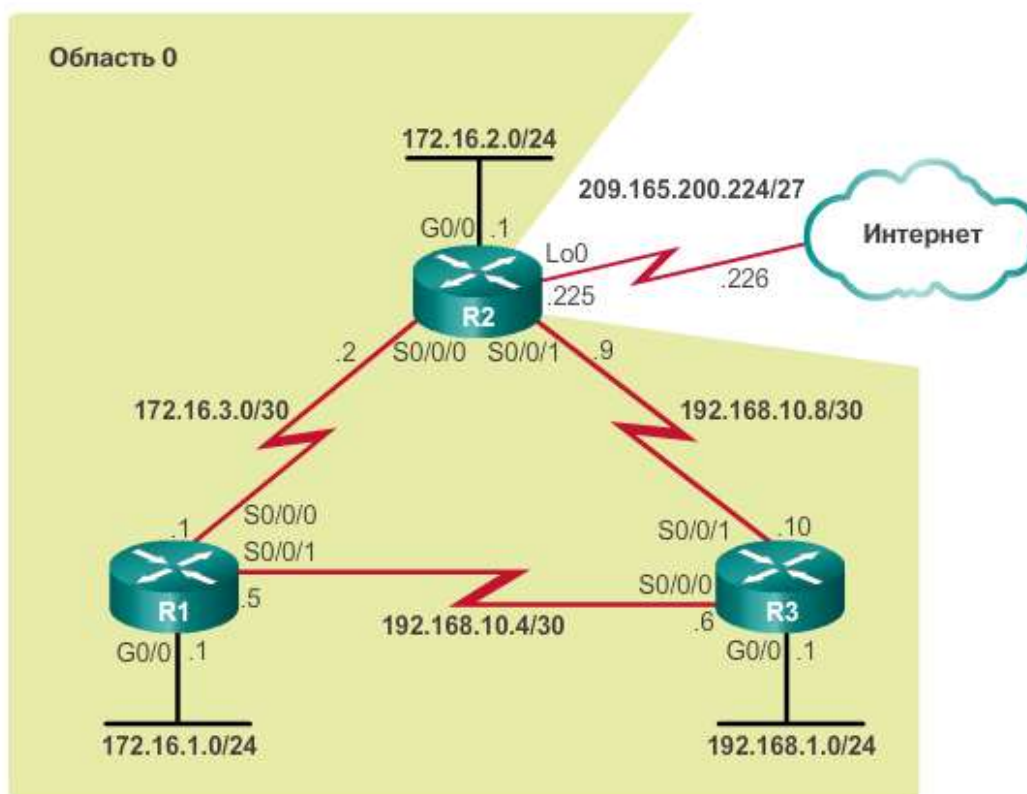 Область 0
172.16.2.0/24
209.165.200.224/27
Интернет
G0/0 .1
Lo0
.225
.226
R2
.2 S0/0/0 S0/0/1 .9
172.16.3.0/30
192.168.10.8/30
.1 S0/0/0
S0/0/1
.5
R1
S0/0/1 .10
S0/0/0
.6
R3
192.168.10.4/30
G0/0 .1
G0/0 .1
172.16.1.0/24
192.168.1.0/24